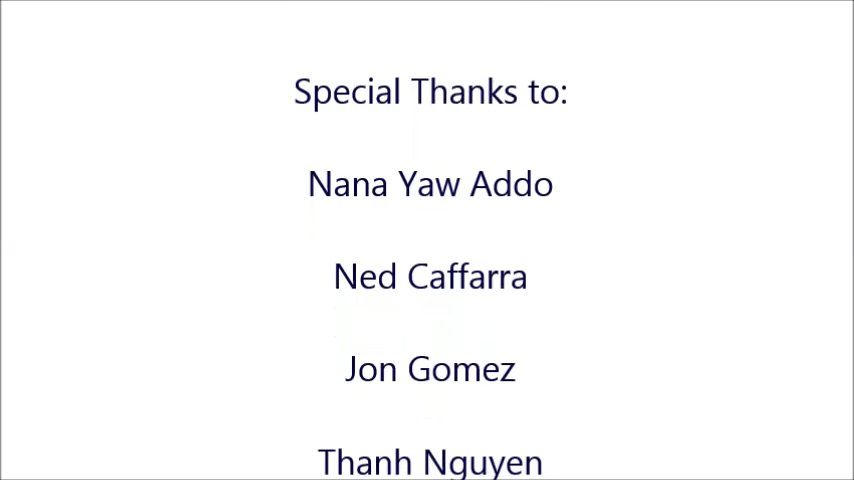 Special Thanks to:
Nana Yaw Addo
Ned Caffarra
Jon Gomez
Thanh Nguyen